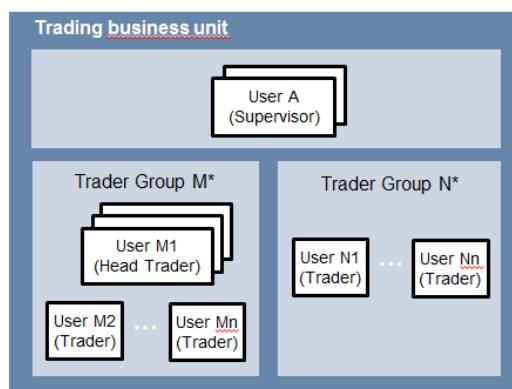 Trading business unit
User A
(Supervisor)
Trader Group M*
User M1
(Head Trader)
User M2
(Trader)
...
User Mn
(Trader)
Trader Group N*
User N1
(Trader)
...
User Nn
(Trader)